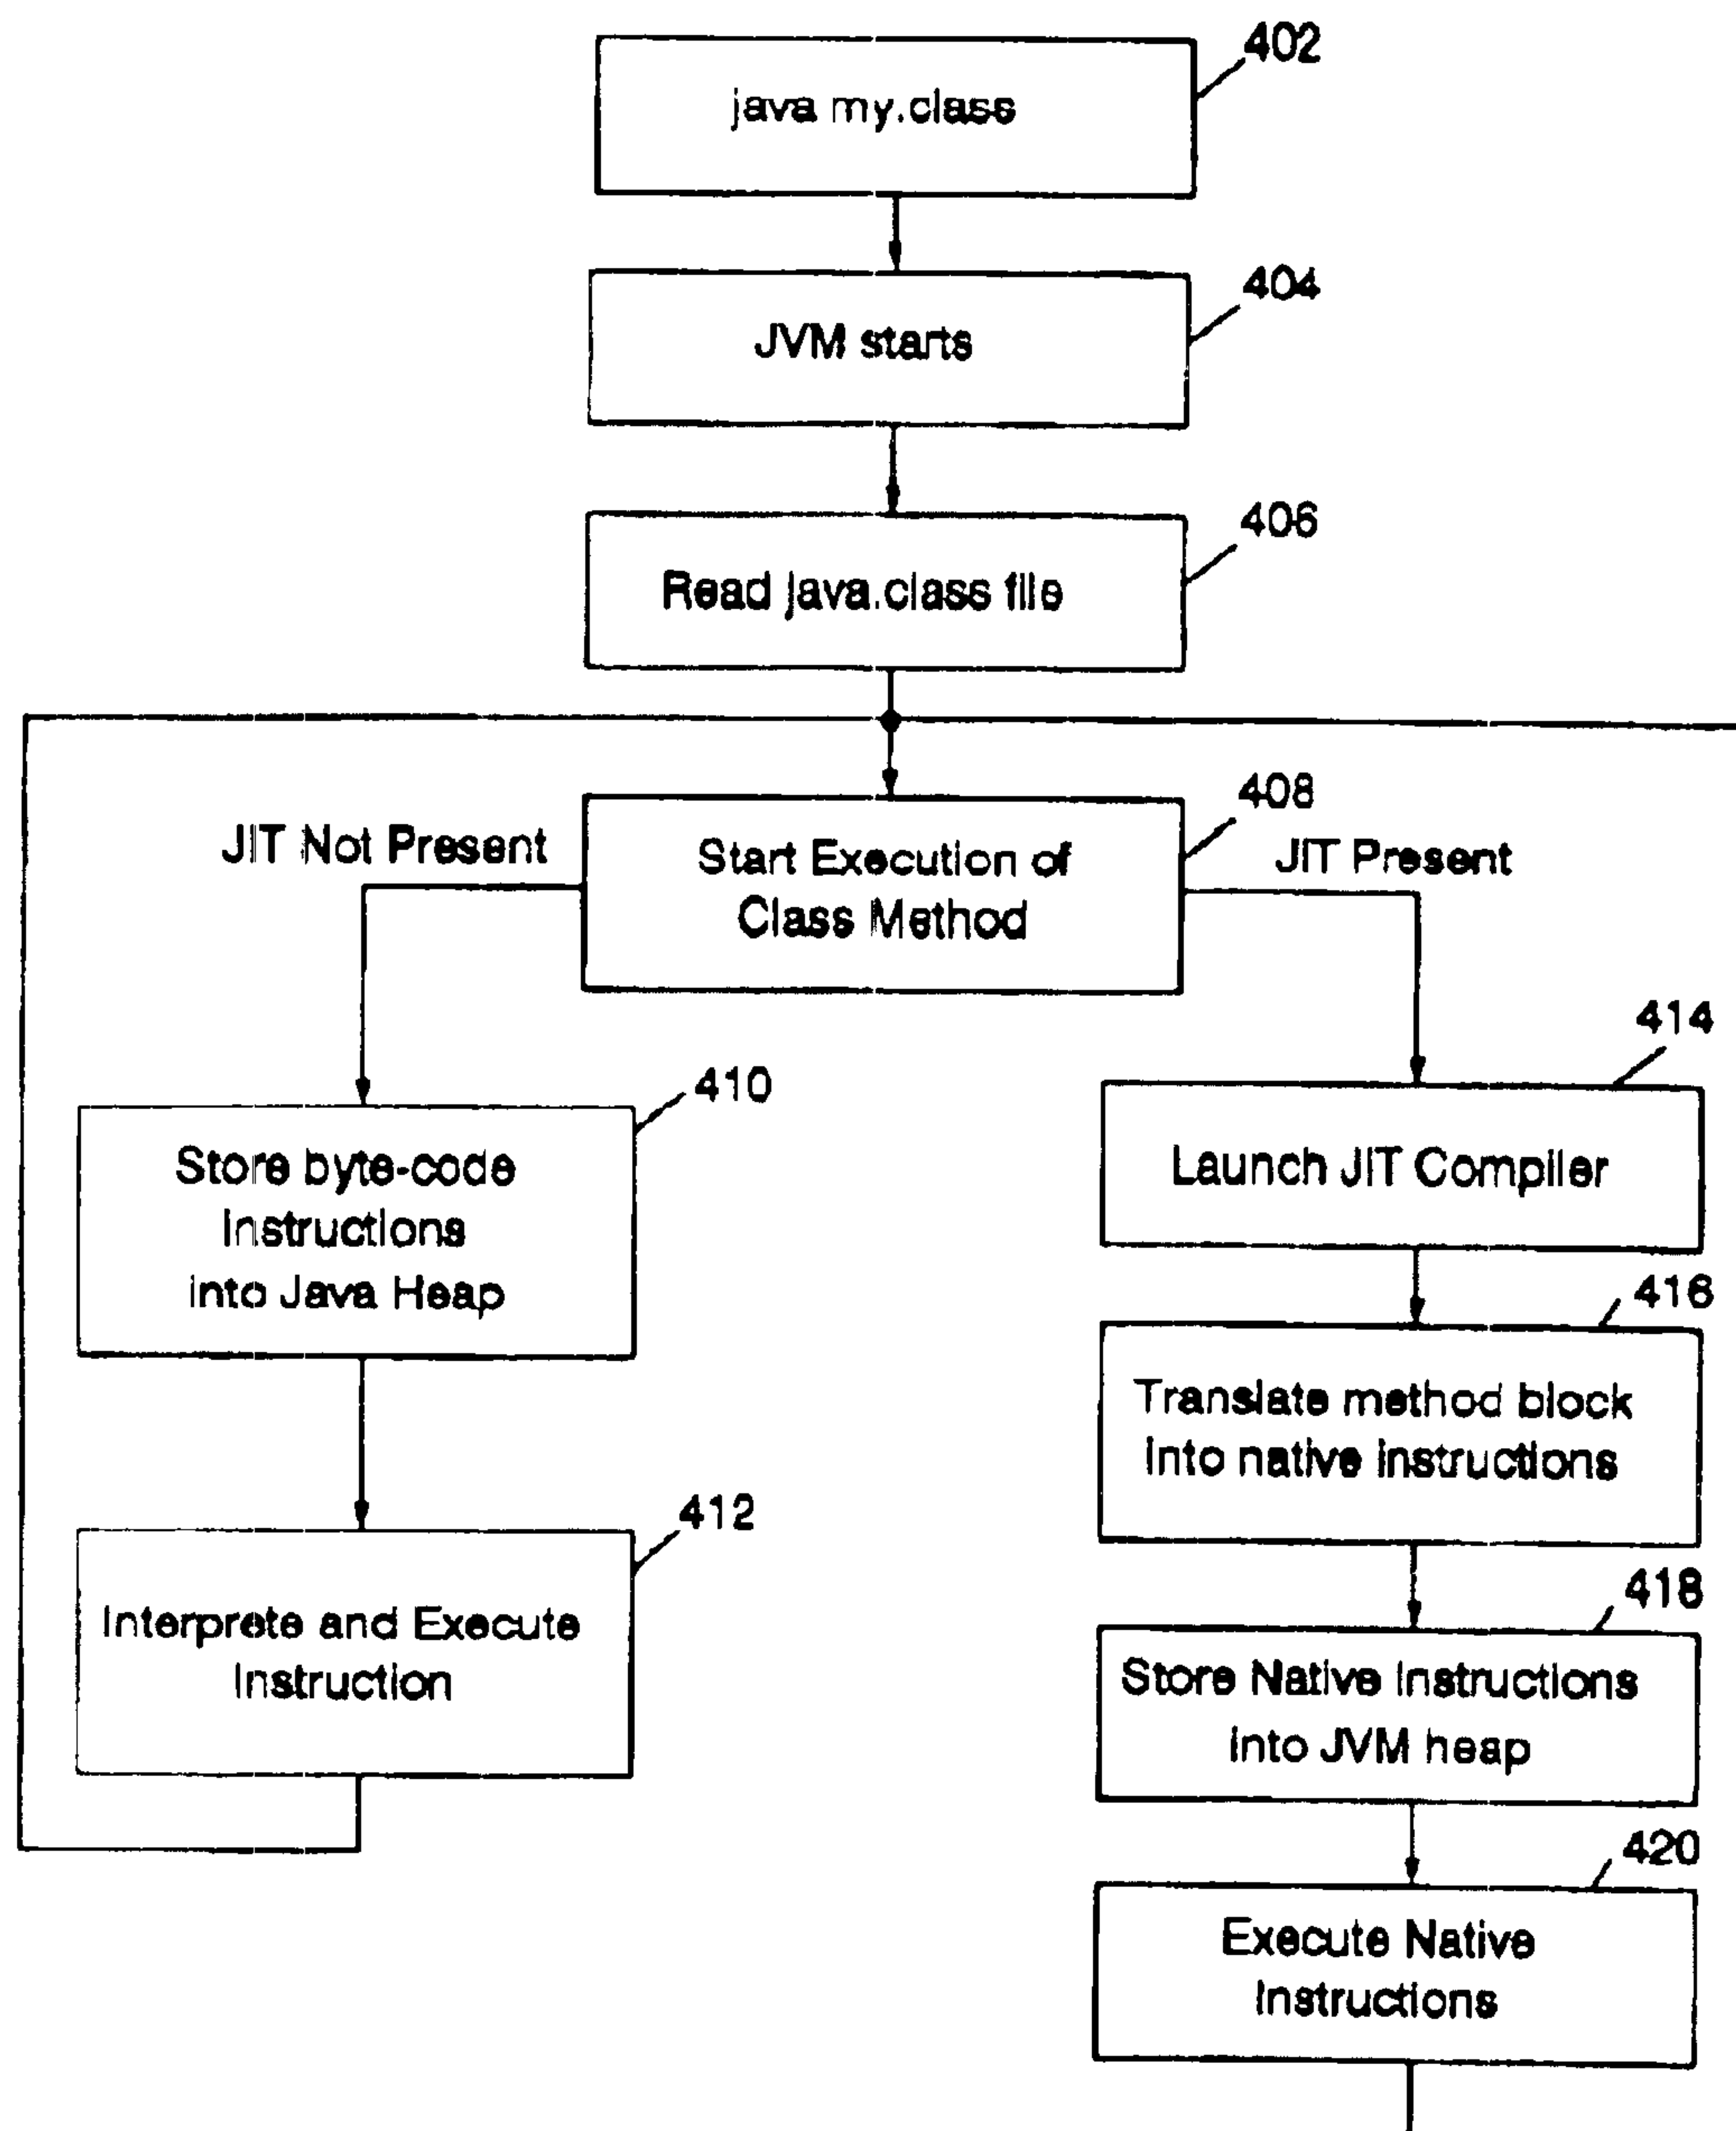 402
java my.class
404
JVM starts
406
Read java.class file
408
JIT Not Present
JIT Present
Start Execution of
Class Method
414
410
Launch JIT Compiler
Store byte-code
Instructions
into Java Heap
416
Translate method block
Into native instructions
412
Interprete and Execute
Instruction
418
Store Native Instructions
Into JVM heap
420
Execute Native
Instructions